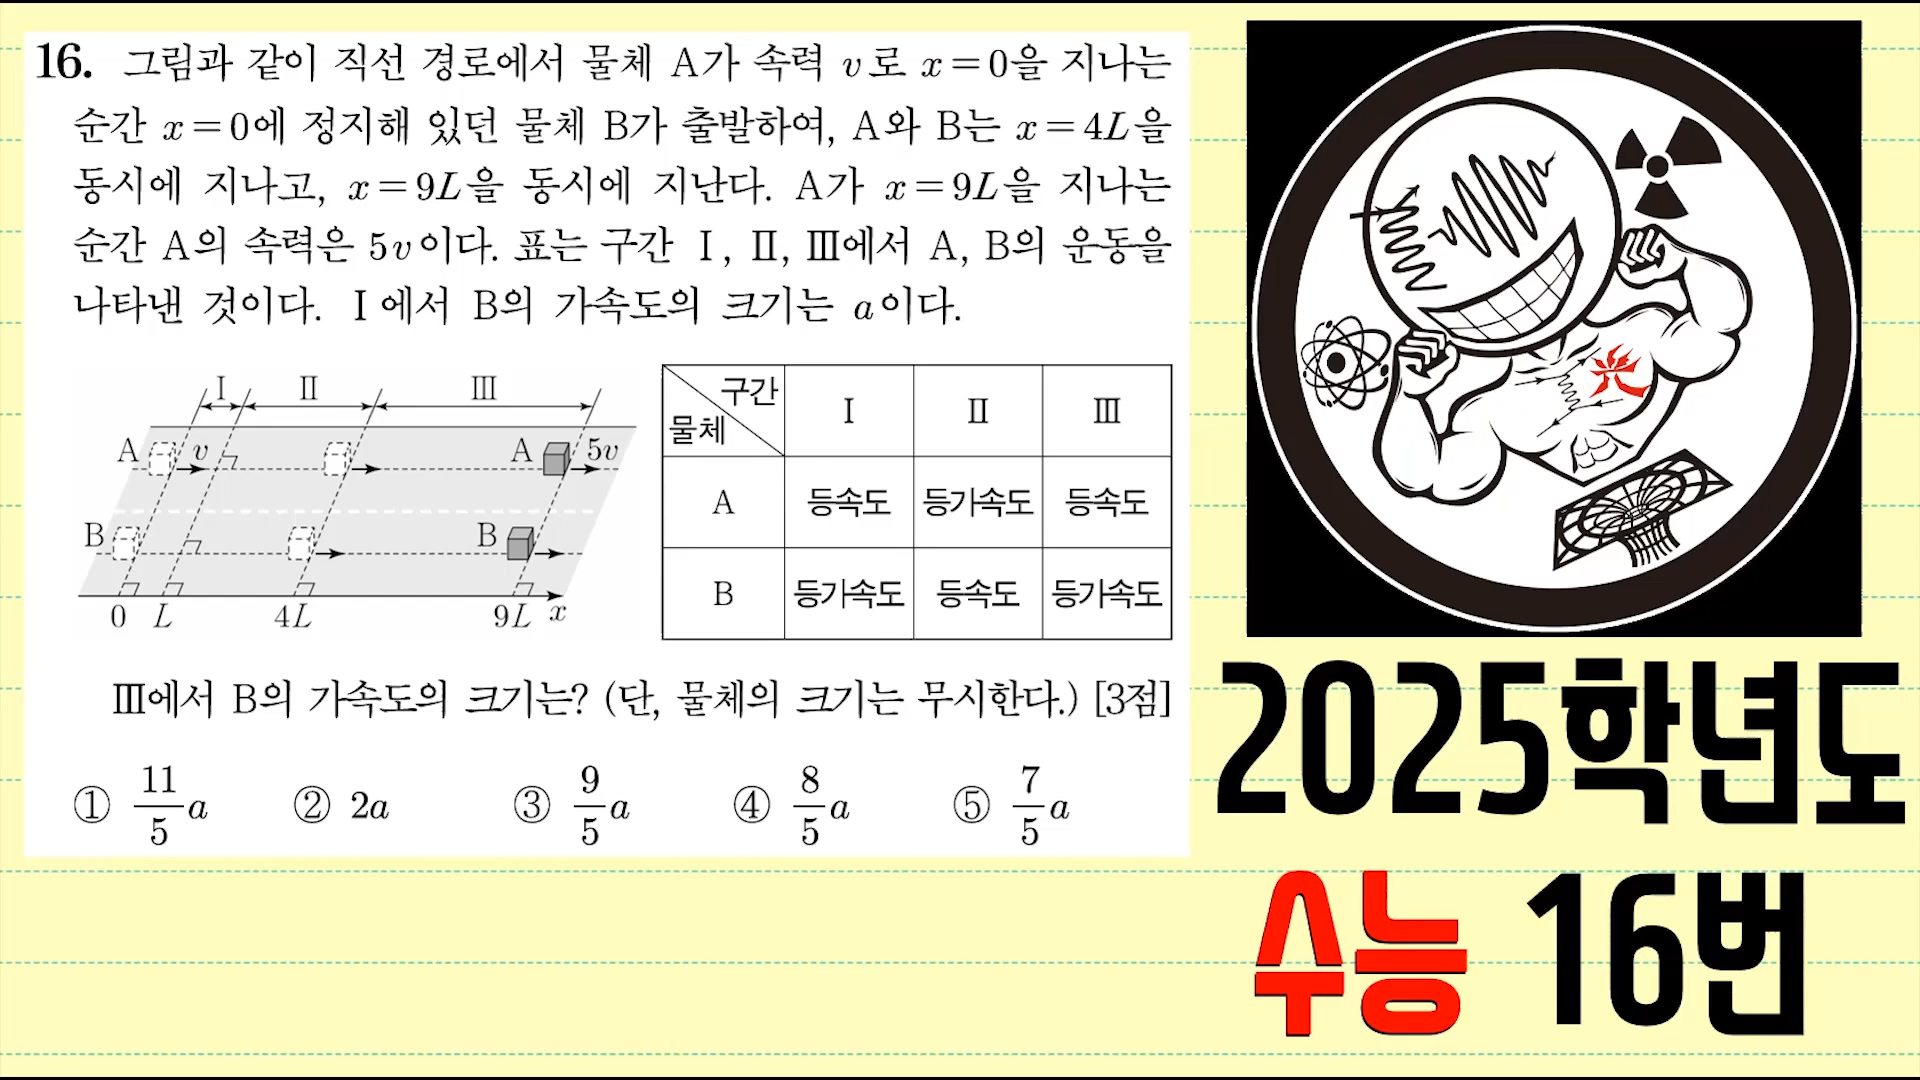 16. 그림과 같이 직선 경로에서 물체 A가 속력 v로 x=0을 지나는
순간 x=0에 정지해 있던 물체 B가 출발하여, A와 B는 x=4L을
동시에 지나고, x=9L을 동시에 지난다. A가 x=9L을 지나는
순간 A의 속력은 5v이다. 표는 구간 Ⅰ, Ⅱ, Ⅲ에서 A, B의 운동을
나타낸 것이다. Ⅰ에서 B의 가속도의 크기는 a이다.
Ⅰ Ⅱ Ⅲ
A v A 5v
B B
0 L 4L 9L x
구간 물체 Ⅰ Ⅱ Ⅲ
A 등속도 등가속도 등속도
B 등가속도 등속도 등가속도
Ⅲ에서 B의 가속도의 크기는? (단, 물체의 크기는 무시한다.) [3점]
① 11/5 a ② 2a ③ 9/5 a ④ 8/5 a ⑤ 7/5 a
2025학년도
수능 16번